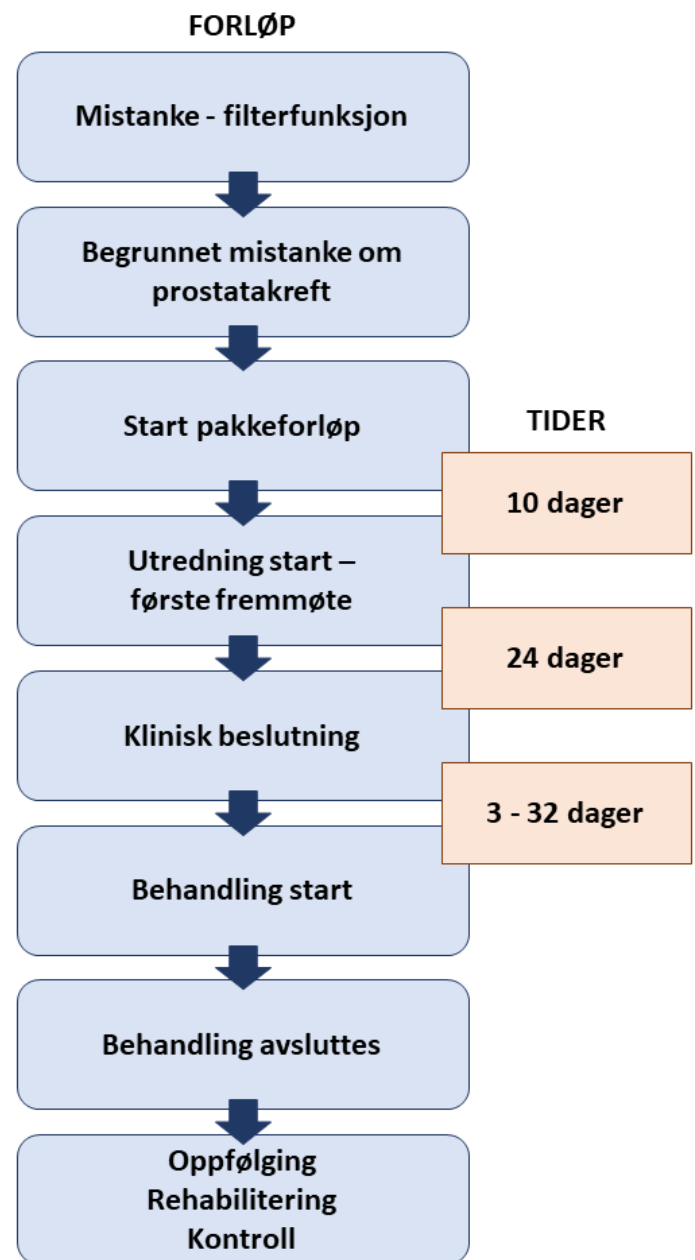 FORLØP
Mistanke - filterfunksjon
Begrunnet mistanke om
prostatakreft
Start pakkeforløp
TIDER
10 dager
Utredning start –
første fremmøte
24 dager
Klinisk beslutning
3 - 32 dager
Behandling start
Behandling avsluttes
Oppfølging
Rehabilitering
Kontroll